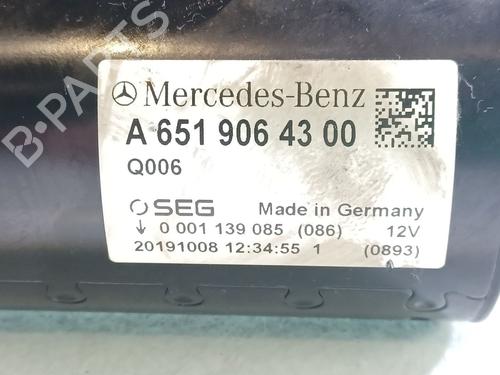 B-PARTS
Mercedes-Benz
A 651 906 43 00
Q006
SEG Made in Germany
↓ 0 001 139 085 (086) 12V
20191008 12:34:55 1 (0893)